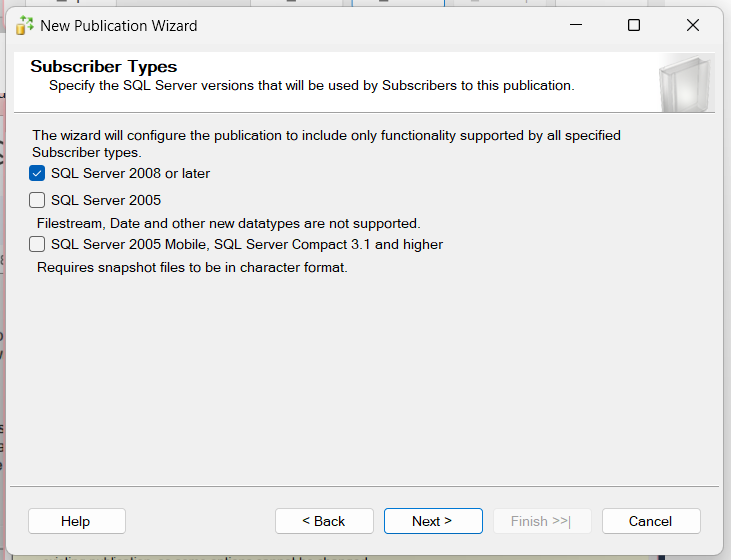 New Publication Wizard
Subscriber Types
Specify the SQL Server versions that will be used by Subscribers to this publication.
The wizard will configure the publication to include only functionality supported by all specified
Subscriber types.
SQL Server 2008 or later
SQL Server 2005
Filestream, Date and other new datatypes are not supported.
SQL Server 2005 Mobile, SQL Server Compact 3.1 and higher
Requires snapshot files to be in character format.
Help
< Back
Next >
Finish >>|
Cancel